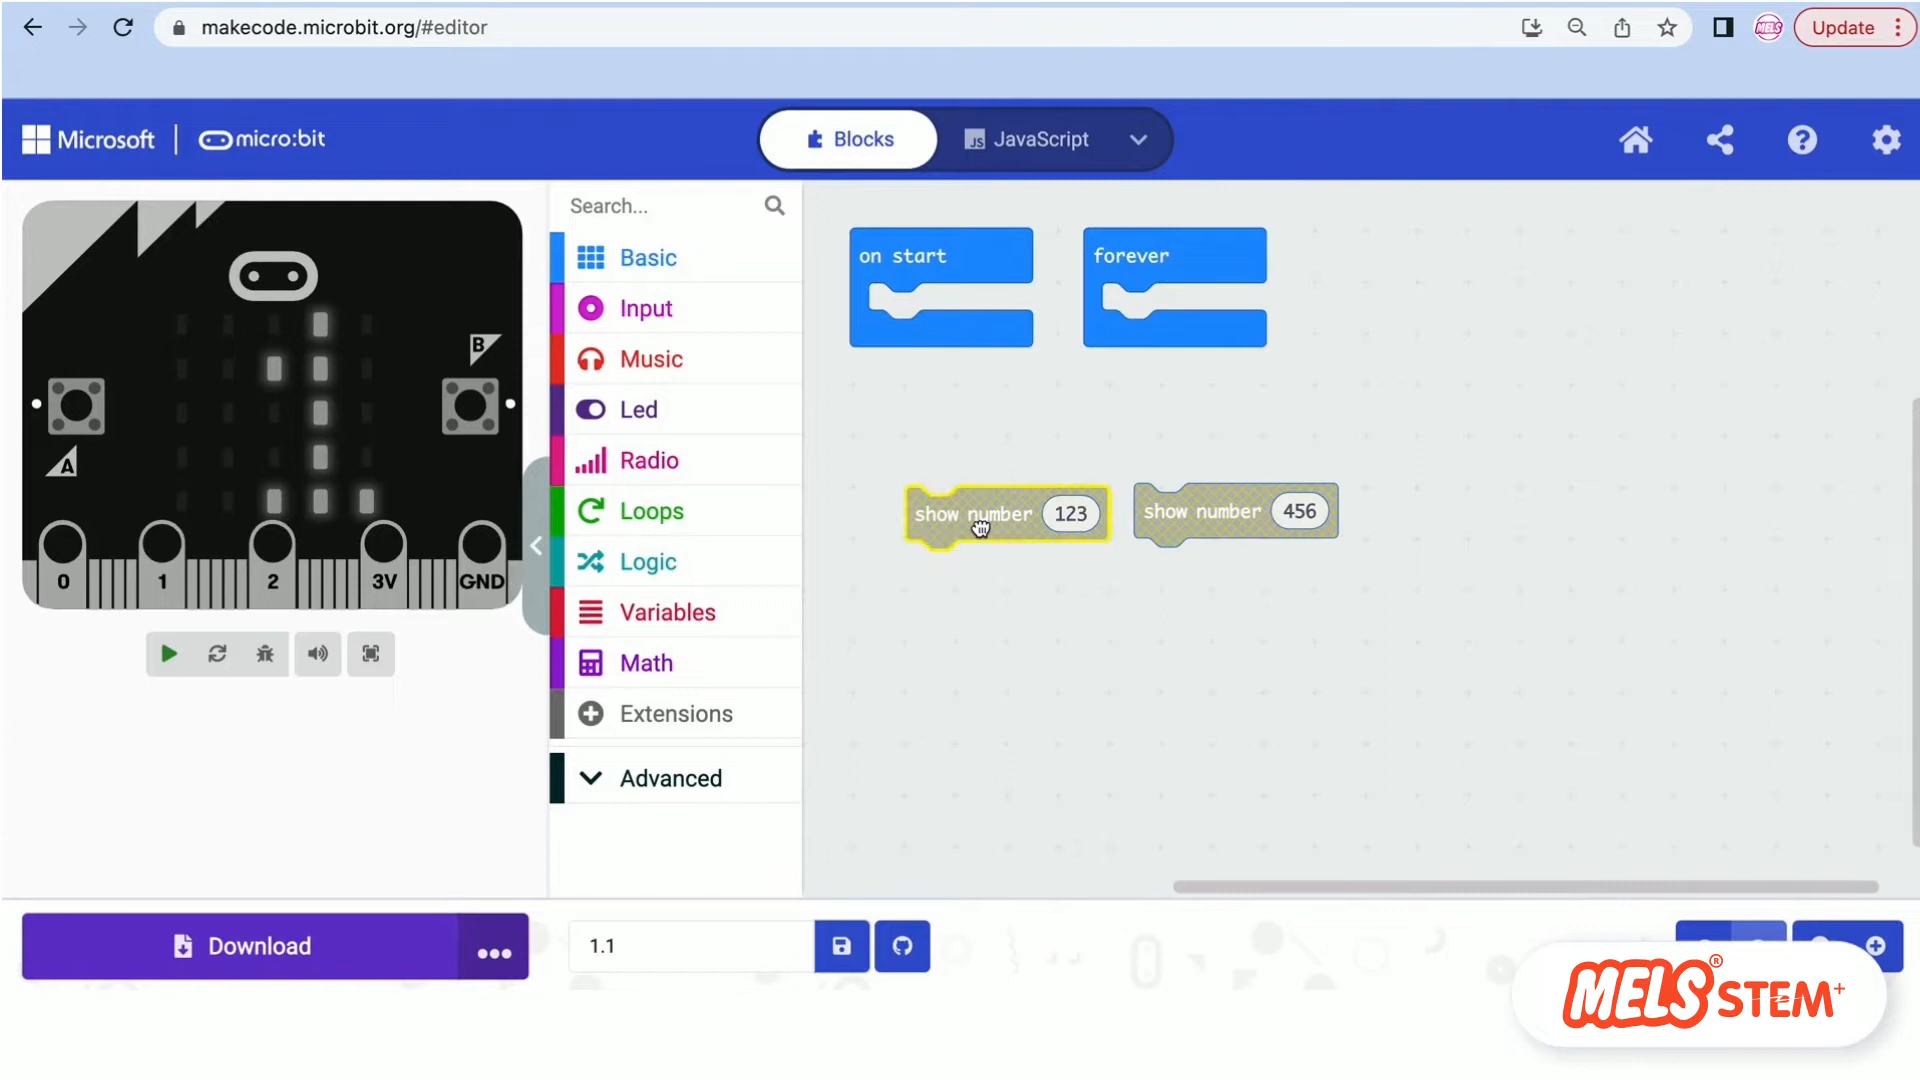 makecode.microbit.org/#editor
MELS
Update
Microsoft
micro:bit
Blocks
JS
JavaScript
Search...
Basic
Input
Music
Led
Radio
Loops
Logic
Variables
Math
Extensions
Advanced
B
A
0 1 2 3V GND
on start
forever
show number 123
show number 456
Download
1.1
MELS® STEM+